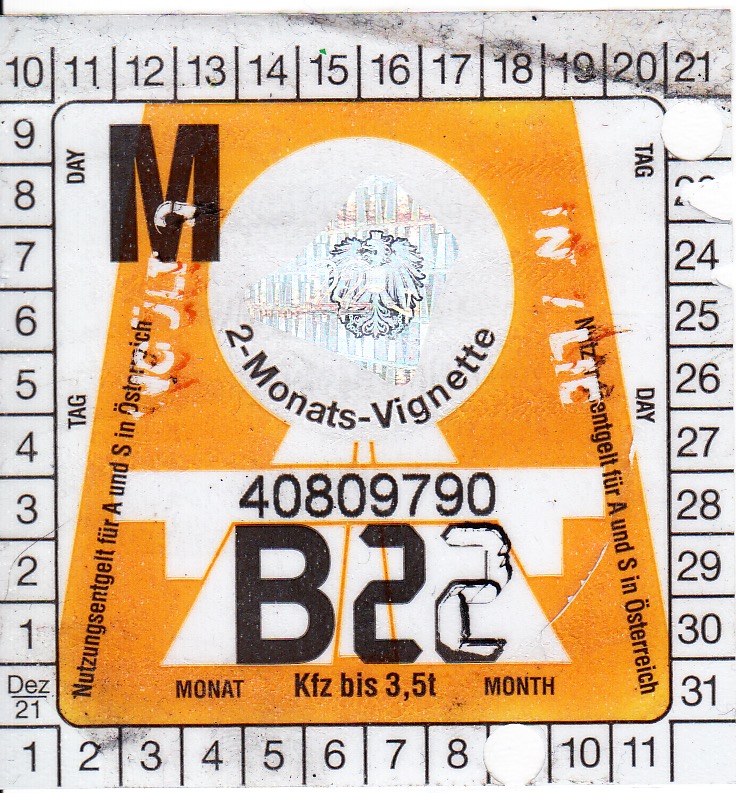 10 11 12 13 14 15 16 17 18 19 20 21
9
8
7
6
5
4
3
2
1
Dez
21
DAY
M
TAG
2-Monats-Vignette
TAG
DAY
Nutzungsentgelt für A und S in Österreich
entgelt für A und S in Österreich
40809790
B22
MONAT Kfz bis 3,5t MONTH
24
25
26
27
28
29
30
31
1 2 3 4 5 6 7 8 10 11